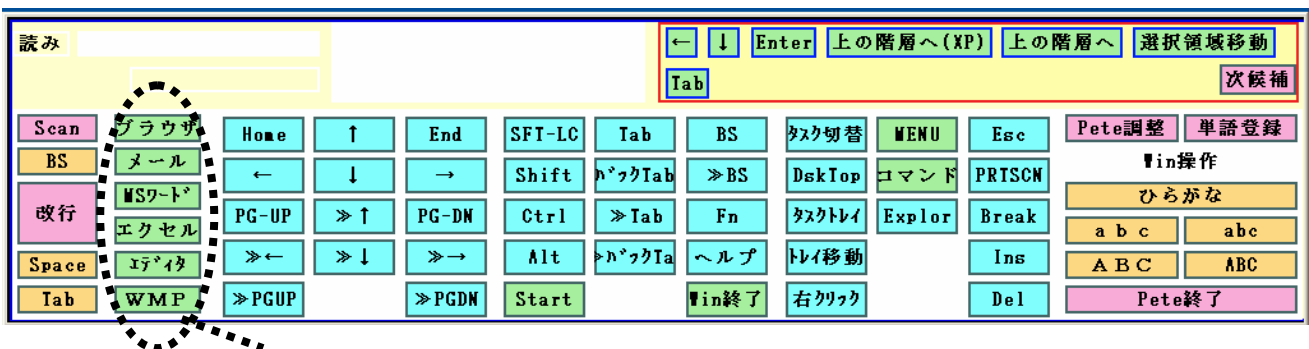 読み ← ↓ Enter 上の階層へ(XP) 上の階層へ 選択領域移動
Tab 次候補
Scan ブラウザ Home ↑ End SFT-LC Tab BS タスク切替 MENU Esc Pete調整 単語登録
BS メール ← ↓ → Shift バックTab ≫BS DskTop コマンド PRTSCN Win操作
改行 MSワード PG-UP ≫↑ PG-DN Ctrl ≫Tab Fn タスクトレイ Explor Break ひらがな
エクセル abc abc
Space エディタ ≫← ≫↓ ≫→ Alt ≫バックTa ヘルプ トレイ移動 Ins ABC ABC
Tab WMP ≫PGUP ≫PGDN Start Win終了 右クリック Del Pete終了